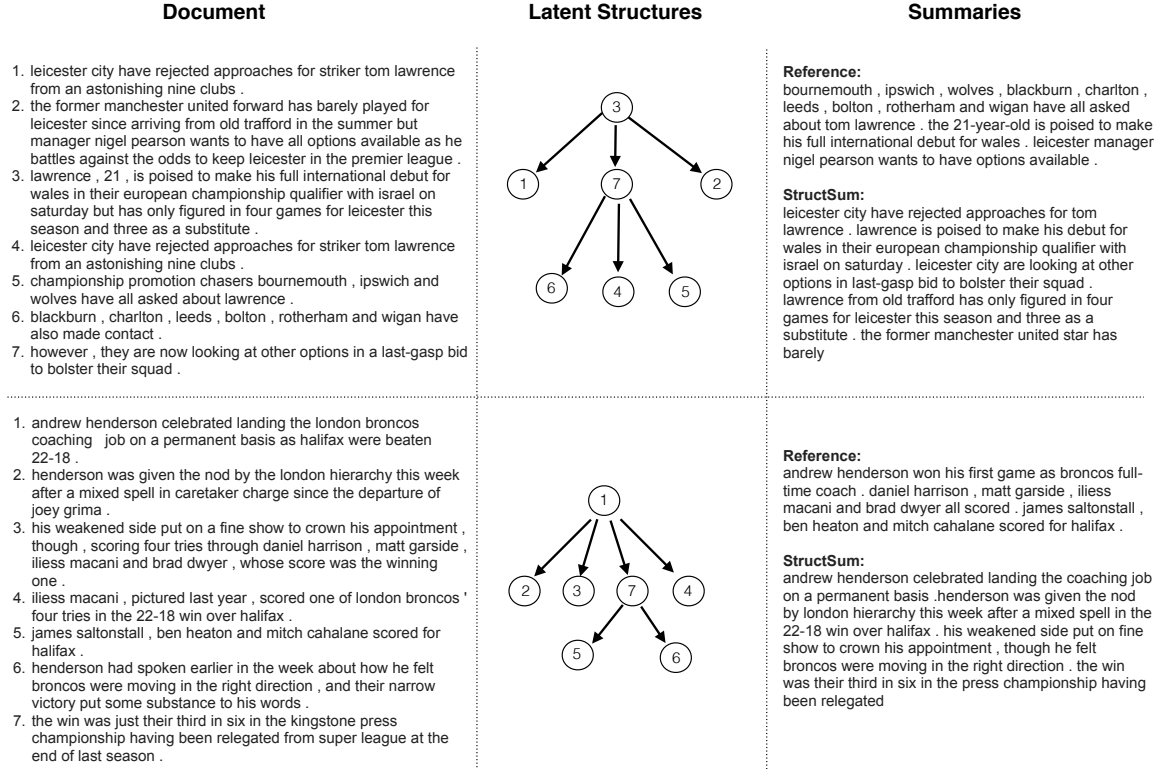 Document
Latent Structures
Summaries
1. leicester city have rejected approaches for striker tom lawrence
from an astonishing nine clubs .
2. the former manchester united forward has barely played for
leicester since arriving from old trafford in the summer but
manager nigel pearson wants to have all options available as he
battles against the odds to keep leicester in the premier league .
3. lawrence , 21 , is poised to make his full international debut for
wales in their european championship qualifier with israel on
saturday but has only figured in four games for leicester this
season and three as a substitute .
4. leicester city have rejected approaches for striker tom lawrence
from an astonishing nine clubs .
5. championship promotion chasers bournemouth , ipswich and
wolves have all asked about lawrence .
6. blackburn , charlton , leeds , bolton , rotherham and wigan have
also made contact .
7. however , they are now looking at other options in a last-gasp bid
to bolster their squad .
3
1
7
2
6
4
5
Reference:
bournemouth , ipswich , wolves , blackburn , charlton ,
leeds , bolton , rotherham and wigan have all asked
about tom lawrence . the 21-year-old is poised to make
his full international debut for wales . leicester manager
nigel pearson wants to have options available .
StructSum:
leicester city have rejected approaches for tom
lawrence . lawrence is poised to make his debut for
wales in their european championship qualifier with
israel on saturday . leicester city are looking at other
options in last-gasp bid to bolster their squad .
lawrence from old trafford has only figured in four
games for leicester this season and three as a
substitute . the former manchester united star has
barely
1. andrew henderson celebrated landing the london broncos
coaching job on a permanent basis as halifax were beaten
22-18 .
2. henderson was given the nod by the london hierarchy this week
after a mixed spell in caretaker charge since the departure of
joey grima .
3. his weakened side put on a fine show to crown his appointment ,
though , scoring four tries through daniel harrison , matt garside ,
iliess macani and brad dwyer , whose score was the winning
one .
4. iliess macani , pictured last year , scored one of london broncos '
four tries in the 22-18 win over halifax .
5. james saltonstall , ben heaton and mitch cahalane scored for
halifax .
6. henderson had spoken earlier in the week about how he felt
broncos were moving in the right direction , and their narrow
victory put some substance to his words .
7. the win was just their third in six in the kingstone press
championship having been relegated from super league at the
end of last season .
1
2
3
7
4
5
6
Reference:
andrew henderson won his first game as broncos full-
time coach . daniel harrison , matt garside , iliess
macani and brad dwyer all scored . james saltonstall ,
ben heaton and mitch cahalane scored for halifax .
StructSum:
andrew henderson celebrated landing the coaching job
on a permanent basis .henderson was given the nod
by london hierarchy this week after a mixed spell in the
22-18 win over halifax . his weakened side put on fine
show to crown his appointment , though he felt
broncos were moving in the right direction . the win
was their third in six in the press championship having
been relegated